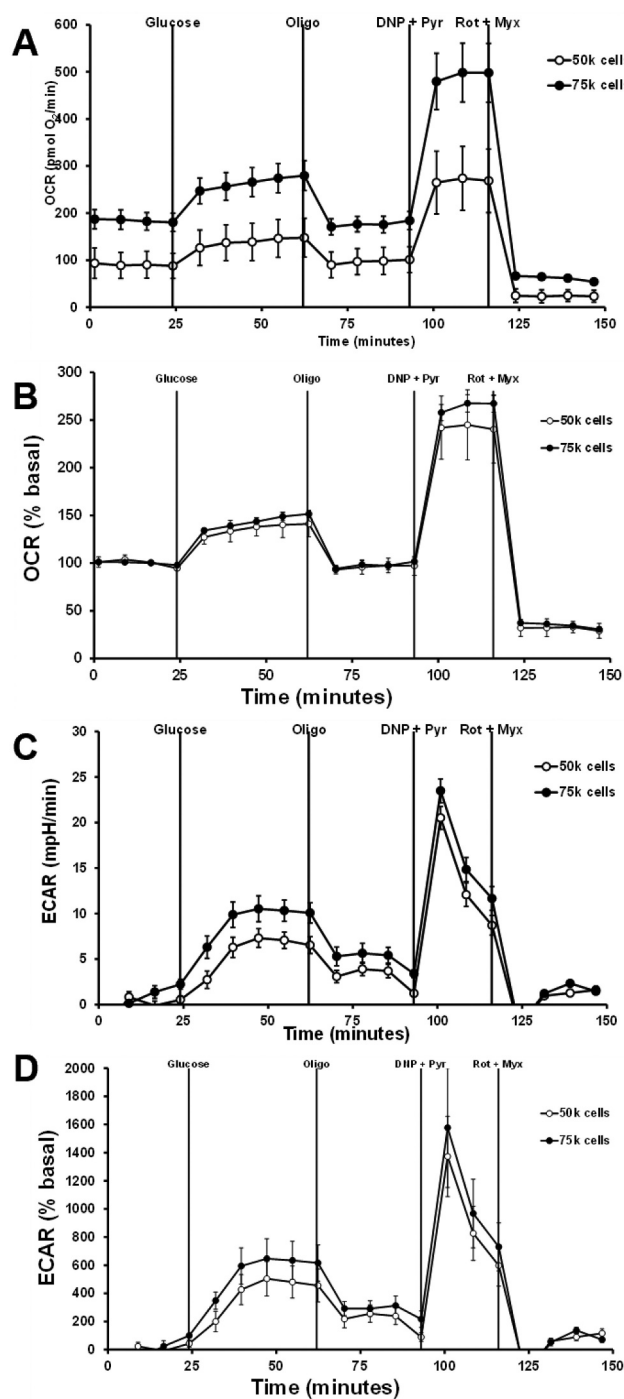 A
Glucose Oligo DNP + Pyr Rot + Myx
OCR (pmol O2/min)
600
500
400
300
200
100
0
50k cell
75k cell
0 25 50 75 100 125 150
Time (minutes)
B
Glucose Oligo DNP + Pyr Rot + Myx
OCR (% basal)
300
250
200
150
100
50
0
50k cells
75k cells
0 25 50 75 100 125 150
Time (minutes)
C
Glucose Oligo DNP + Pyr Rot + Myx
ECAR (mpH/min)
30
25
20
15
10
5
0
50k cells
75k cells
0 25 50 75 100 125 150
Time (minutes)
D
Glucose Oligo DNP + Pyr Rot + Myx
ECAR (% basal)
2000
1800
1600
1400
1200
1000
800
600
400
200
0
50k cells
75k cells
0 25 50 75 100 125 150
Time (minutes)